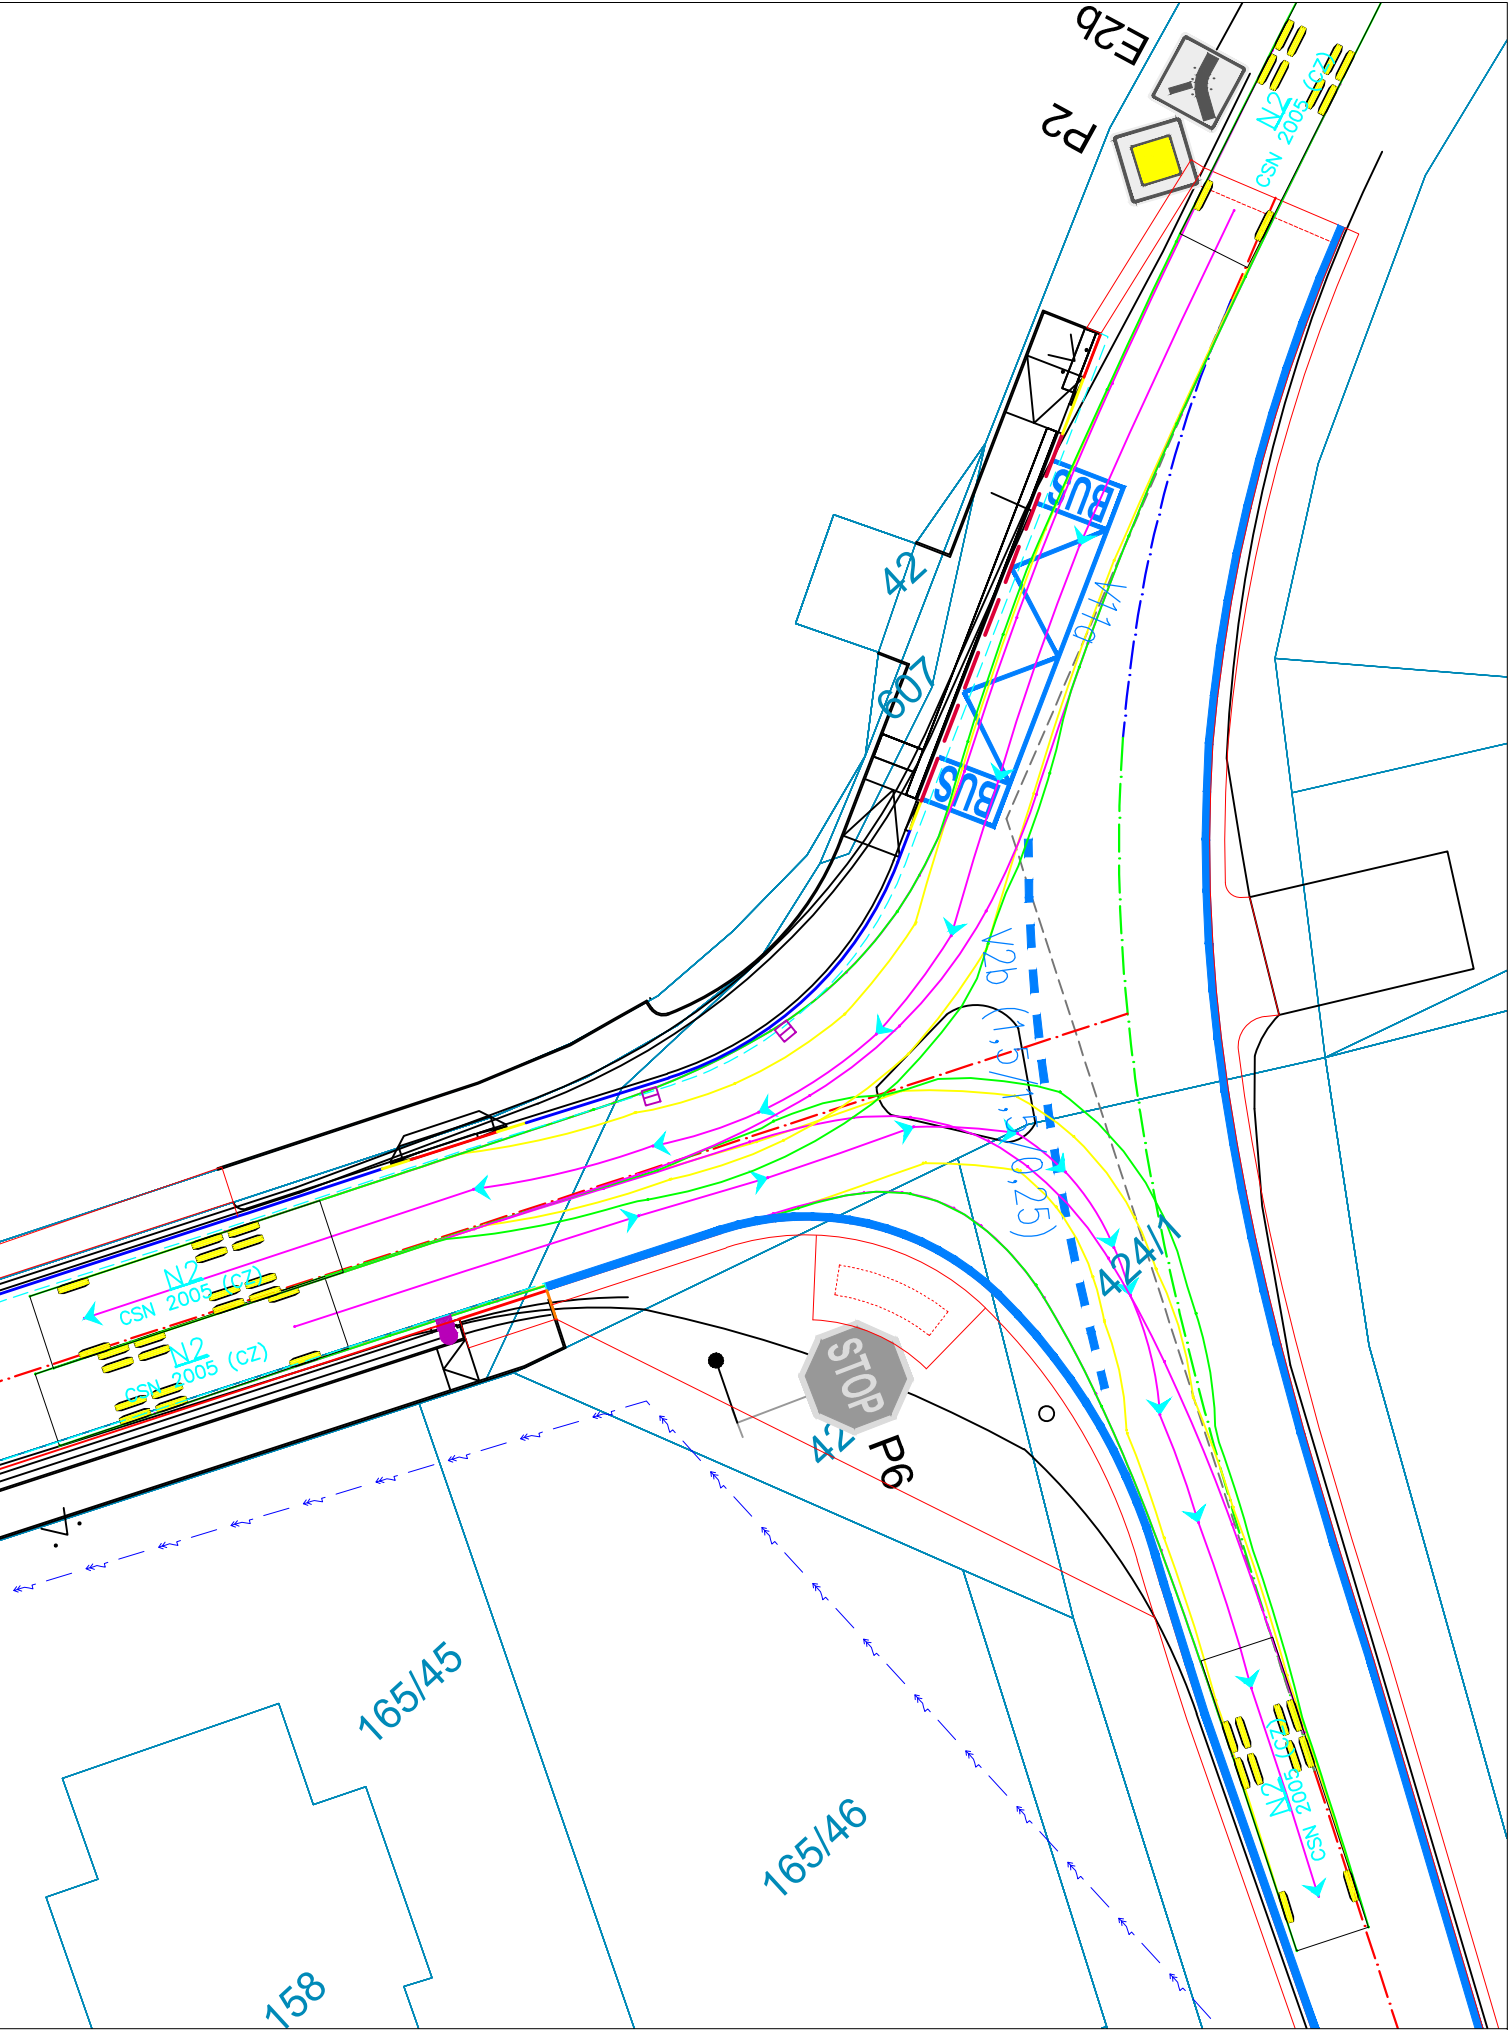 E2b
P2
N2
CSN 2005 (CZ)
BUS
42
V11a
607
BUS
V2b (1,5/1,5/0,25)
424/1
N2
CSN 2005 (CZ)
N2
CSN 2005 (CZ)
STOP
P6
165/45
165/46
N2
CSN 2005 (CZ)
158